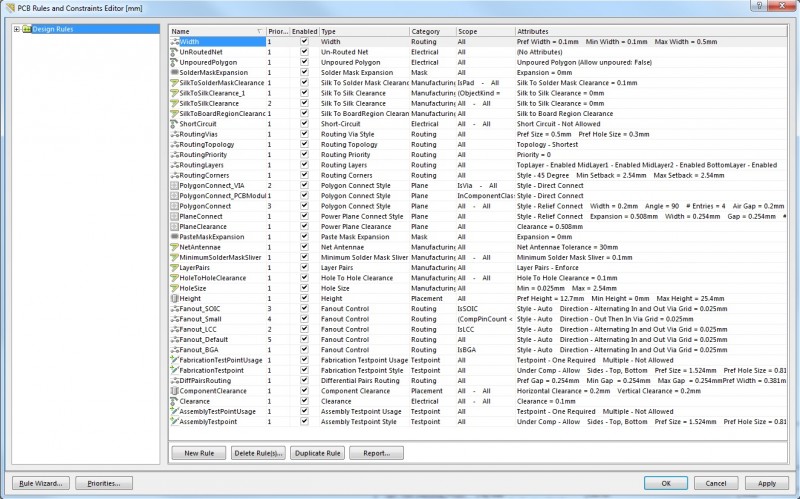 PCB Rules and Constraints Editor [mm]
Design Rules
Name Prior... Enabled Type Category Scope Attributes
Width 1 Width Routing All Pref Width = 0.1mm Min Width = 0.1mm Max Width = 0.5mm
UnRoutedNet 1 Un-Routed Net Electrical All (No Attributes)
UnpouredPolygon 1 Unpoured Polygon Electrical All Unpoured Polygon (Allow unpoured: False)
SolderMaskExpansion 1 Solder Mask Expansion Mask All Expansion = 0mm
SilkToSolderMaskClearance 1 Silk To Solder Mask Clearance Manufacturing IsPad - All Silk To Solder Mask Clearance = 0.1mm
SilkToSilkClearance_1 1 Silk To Silk Clearance Manufacturing (ObjectKind = Silk to Silk Clearance = 0mm
SilkToSilkClearance 2 Silk To Silk Clearance Manufacturing All - All Silk to Silk Clearance = 0mm
SilkToBoardRegionClearanc 1 Silk To Board Region Clearanc Manufacturing All - All Silk To Board Region Clearance
ShortCircuit 1 Short-Circuit Electrical All - All Short Circuit - Not Allowed
RoutingVias 1 Routing Via Style Routing All Pref Size = 0.5mm Pref Hole Size = 0.3mm
RoutingTopology 1 Routing Topology Routing All Topology - Shortest
RoutingPriority 1 Routing Priority Routing All Priority = 0
RoutingLayers 1 Routing Layers Routing All TopLayer - Enabled MidLayer1 - Enabled MidLayer2 - Enabled BottomLayer - Enabled
RoutingCorners 1 Routing Corners Routing All Style - 45 Degree Min Setback = 2.54mm Max Setback = 2.54mm
PolygonConnect_VIA 2 Polygon Connect Style Plane IsVia - All Style - Direct Connect
PolygonConnect_PCBModul 1 Polygon Connect Style Plane InComponentClass Style - Direct Connect
PolygonConnect 3 Polygon Connect Style Plane All - All Style - Relief Connect Width = 0.2mm Angle = 90 # Entries = 4 Air Gap = 0.2mm
PlaneConnect 1 Power Plane Connect Style Plane All Style - Relief Connect Expansion = 0.508mm Width = 0.254mm Gap = 0.254mm #
PlaneClearance 1 Power Plane Clearance Plane All Clearance = 0.508mm
PasteMaskExpansion 1 Paste Mask Expansion Mask All Expansion = 0mm
NetAntennae 1 Net Antennae Manufacturing All Net Antennae Tolerance = 30mm
MinimumSolderMaskSliver 1 Minimum Solder Mask Sliver Manufacturing All - All Minimum Solder Mask Sliver = 0.1mm
LayerPairs 1 Layer Pairs Manufacturing All Layer Pairs - Enforce
HoleToHoleClearance 1 Hole To Hole Clearance Manufacturing All - All Hole To Hole Clearance = 0.1mm
HoleSize 1 Hole Size Manufacturing All Min = 0.025mm Max = 2.54mm
Height 1 Height Placement All Pref Height = 12.7mm Min Height = 0mm Max Height = 25.4mm
Fanout_SOIC 3 Fanout Control Routing IsSOIC Style - Auto Direction - Alternating In and Out Via Grid = 0.025mm
Fanout_Small 4 Fanout Control Routing (CompPinCount < Style - Auto Direction - Out Then In Via Grid = 0.025mm
Fanout_LCC 2 Fanout Control Routing IsLCC Style - Auto Direction - Alternating In and Out Via Grid = 0.025mm
Fanout_Default 5 Fanout Control Routing All Style - Auto Direction - Alternating In and Out Via Grid = 0.025mm
Fanout_BGA 1 Fanout Control Routing IsBGA Style - Auto Direction - Alternating In and Out Via Grid = 0.025mm
FabricationTestPointUsage 1 Fabrication Testpoint Usage Testpoint All Testpoint - One Required Multiple - Not Allowed
FabricationTestpoint 1 Fabrication Testpoint Style Testpoint All Under Comp - Allow Sides - Top, Bottom Pref Size = 1.524mm Pref Hole Size = 0.81
DiffPairsRouting 1 Differential Pairs Routing Routing All Pref Gap = 0.254mm Min Gap = 0.254mm Max Gap = 0.254mm Pref Width = 0.381m
ComponentClearance 1 Component Clearance Placement All - All Horizontal Clearance = 0.2mm Vertical Clearance = 0.2mm
Clearance 1 Clearance Electrical All - All Clearance = 0.1mm
AssemblyTestPointUsage 1 Assembly Testpoint Usage Testpoint All Testpoint - One Required Multiple - Not Allowed
AssemblyTestpoint 1 Assembly Testpoint Style Testpoint All Under Comp - Allow Sides - Top, Bottom Pref Size = 1.524mm Pref Hole Size = 0.81
New Rule Delete Rule(s)... Duplicate Rule Report...
Rule Wizard... Priorities... OK Cancel Apply